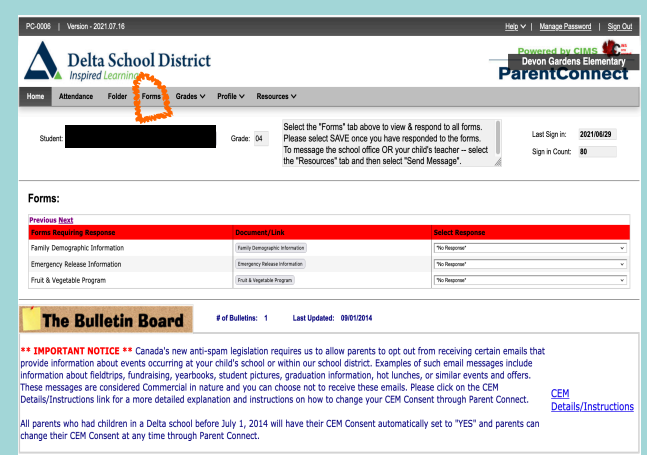 PC-0006 | Version - 2021.07.16 Help | Manage Password | Sign Out
Powered by CIMS
Delta School District Devon Gardens Elementary
Inspired Learning ParentConnect
Home Attendance Folder Forms Grades Profile Resources
Select the "Forms" tab above to view & respond to all forms.
Student: Grade: 04 Please select SAVE once you have responded to the forms. Last Sign in: 2021/06/29
To message the school office OR your child's teacher -- select Sign in Count: 80
the "Resources" tab and then select "Send Message".
Forms:
Previous Next
Forms Requiring Response Document/Link Select Response
Family Demographic Information Family Demographic Information *No Response*
Emergency Release Information Emergency Release Information *No Response*
Fruit & Vegetable Program Fruit & Vegetable Program *No Response*
The Bulletin Board # of Bulletins: 1 Last Updated: 09/01/2014
** IMPORTANT NOTICE ** Canada's new anti-spam legislation requires us to allow parents to opt out from receiving certain emails that
provide information about events occurring at your child's school or within our school district. Examples of such email messages include
information about fieldtrips, fundraising, yearbooks, student pictures, graduation information, hot lunches, or similar events and offers.
These messages are considered Commercial in nature and you can choose not to receive these emails. Please click on the CEM
Details/Instructions link for a more detailed explanation and instructions on how to change your CEM Consent through Parent Connect.
CEM
Details/Instructions
All parents who had children in a Delta school before July 1, 2014 will have their CEM Consent automatically set to "YES" and parents can
change their CEM Consent at any time through Parent Connect.